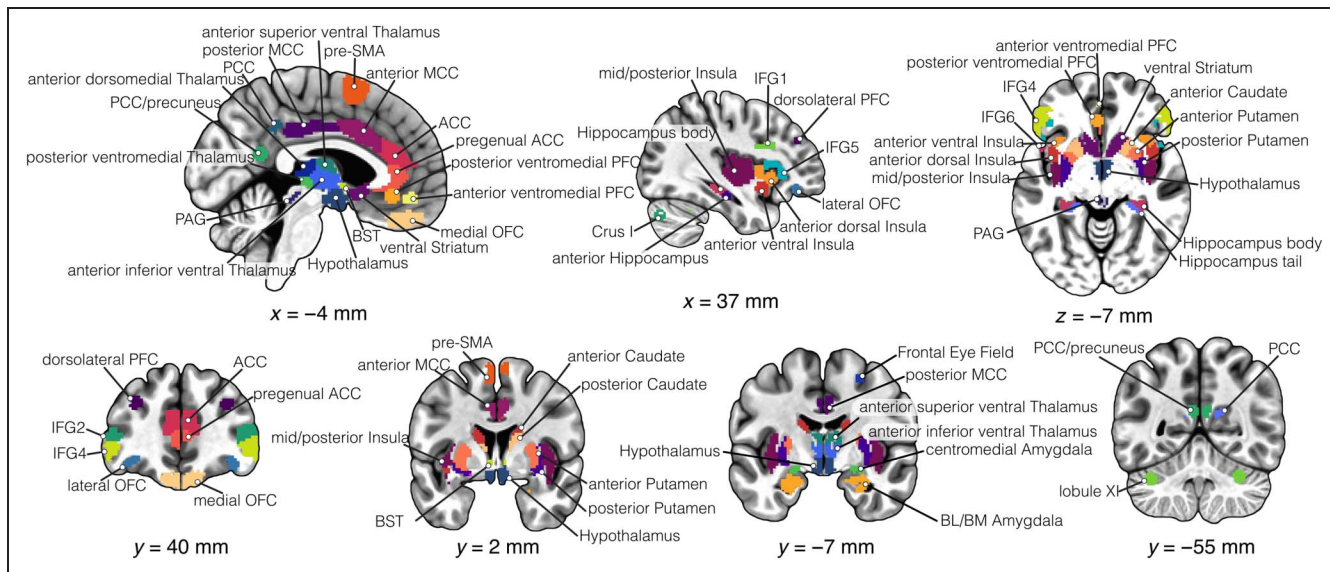 anterior superior ventral Thalamus
posterior MCC
pre-SMA
PCC
anterior MCC
anterior dorsomedial Thalamus
PCC/precuneus
ACC
pregenual ACC
posterior ventromedial Thalamus
posterior ventromedial PFC
anterior ventromedial PFC
PAG
medial OFC
BST
ventral Striatum
anterior inferior ventral Thalamus
Hypothalamus
x = −4 mm
mid/posterior Insula
IFG1
dorsolateral PFC
Hippocampus body
IFG5
lateral OFC
Crus I
anterior dorsal Insula
anterior ventral Insula
anterior Hippocampus
x = 37 mm
anterior ventromedial PFC
posterior ventromedial PFC
ventral Striatum
IFG4
anterior Caudate
IFG6
anterior Putamen
anterior ventral Insula
posterior Putamen
anterior dorsal Insula
mid/posterior Insula
Hypothalamus
PAG
Hippocampus body
Hippocampus tail
z = −7 mm
dorsolateral PFC
ACC
pregenual ACC
IFG2
IFG4
lateral OFC
medial OFC
y = 40 mm
pre-SMA
anterior MCC
anterior Caudate
posterior Caudate
mid/posterior Insula
anterior Putamen
posterior Putamen
BST
Hypothalamus
y = 2 mm
Frontal Eye Field
posterior MCC
anterior superior ventral Thalamus
anterior inferior ventral Thalamus
Hypothalamus
centromedial Amygdala
BL/BM Amygdala
y = −7 mm
PCC/precuneus
PCC
lobule XI
y = −55 mm